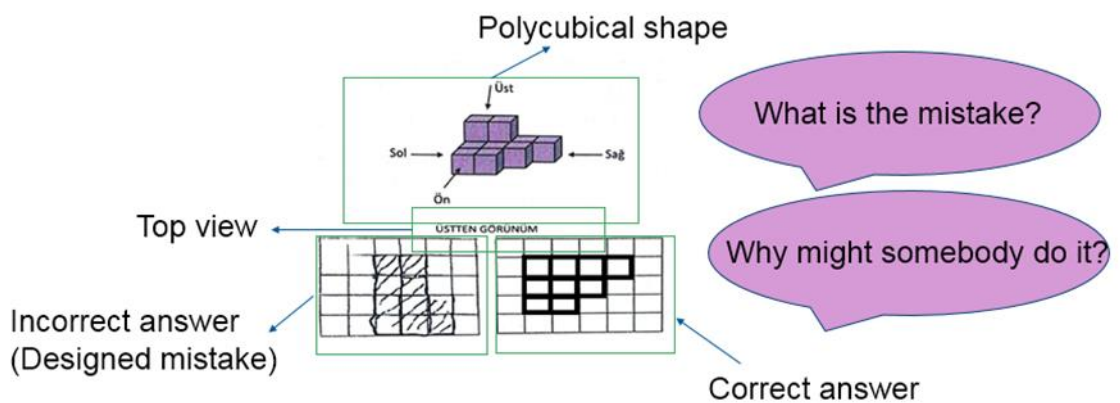 Polycubical shape
Üst
Sol
Sağ
Ön
What is the mistake?
Top view
ÜSTTEN GÖRÜNÜM
Why might somebody do it?
Incorrect answer
(Designed mistake)
Correct answer